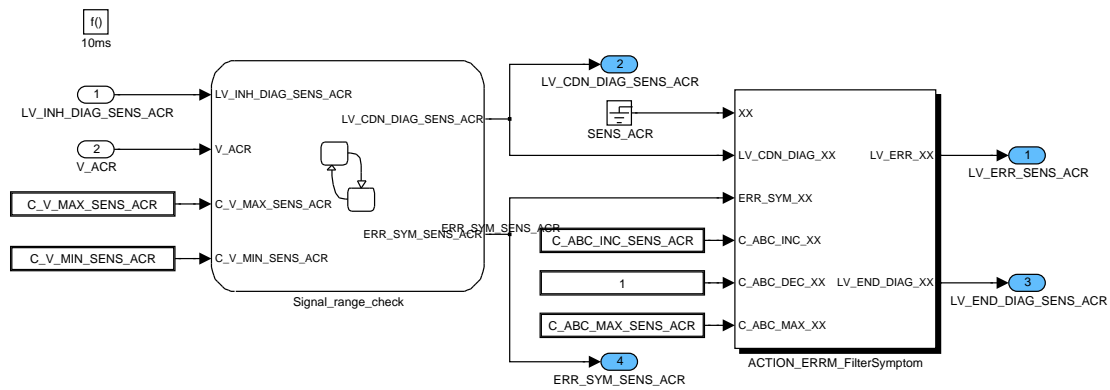 f()
10ms
1
LV_INH_DIAG_SENS_ACR
2
V_ACR
C_V_MAX_SENS_ACR
C_V_MIN_SENS_ACR
LV_INH_DIAG_SENS_ACR
V_ACR
C_V_MAX_SENS_ACR
C_V_MIN_SENS_ACR
LV_CDN_DIAG_SENS_ACR
ERR_SYM_SENS_ACR
Signal_range_check
ERR_SYM_SENS_ACR
2
LV_CDN_DIAG_SENS_ACR
SENS_ACR
C_ABC_INC_SENS_ACR
1
C_ABC_MAX_SENS_ACR
4
ERR_SYM_SENS_ACR
XX
LV_CDN_DIAG_XX
ERR_SYM_XX
C_ABC_INC_XX
C_ABC_DEC_XX
C_ABC_MAX_XX
LV_ERR_XX
LV_END_DIAG_XX
ACTION_ERRM_FilterSymptom
1
LV_ERR_SENS_ACR
3
LV_END_DIAG_SENS_ACR